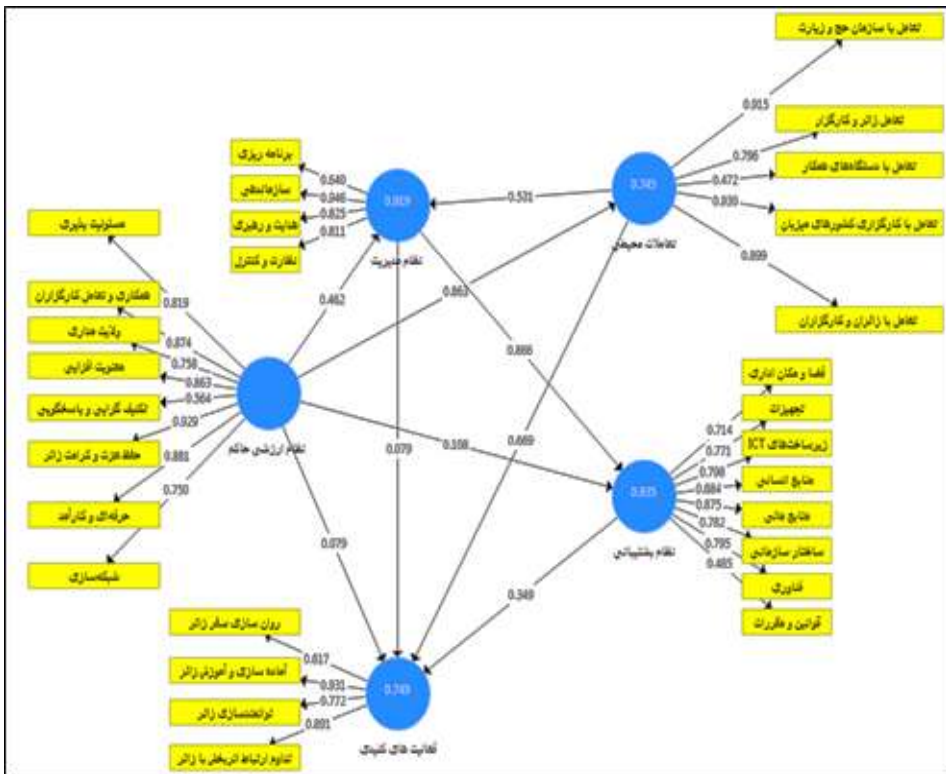 تعامل با سازمان حج و زیارت
0.915
تعامل زائر و کارگزار
0.796
تعامل با دستگاه‌های همکار
0.472
تعامل با کارگزاری کشورهای میزبان
0.939
تعامل با زائران و کارگزاران
0.899
0.745
تعاملات محیطی
برنامه ریزی
0.640
سازماندهی
0.946
هدایت و رهبری
0.825
نظارت و کنترل
0.811
0.819
نظام مدیریت
0.531
مسئولیت پذیری
0.819
همکاری و تعامل کارگزاران
0.874
ولایت مداری
0.758
معنویت افزایی
0.863
تکلیف گرایی و پاسخگویی
0.564
حفظ عزت و کرامت زائر
0.929
حرفه‌ای و کارآمد
0.881
شبکه‌سازی
0.750
نظام ارزشی حاکم
0.462
0.863
0.886
0.079
0.669
0.108
0.079
0.349
فضا و مکان اداری
0.714
تجهیزات
0.771
زیرساخت‌های ICT
0.798
منابع انسانی
0.884
منابع مالی
0.875
ساختار سازمانی
0.782
فناوری
0.795
قوانین و مقررات
0.485
0.935
نظام پشتیبانی
روان سازی سفر زائر
0.817
آماده سازی و آموزش زائر
0.931
توانمندسازی زائر
0.772
تداوم ارتباط اثربخش با زائر
0.891
0.749
فعالیت های کلیدی